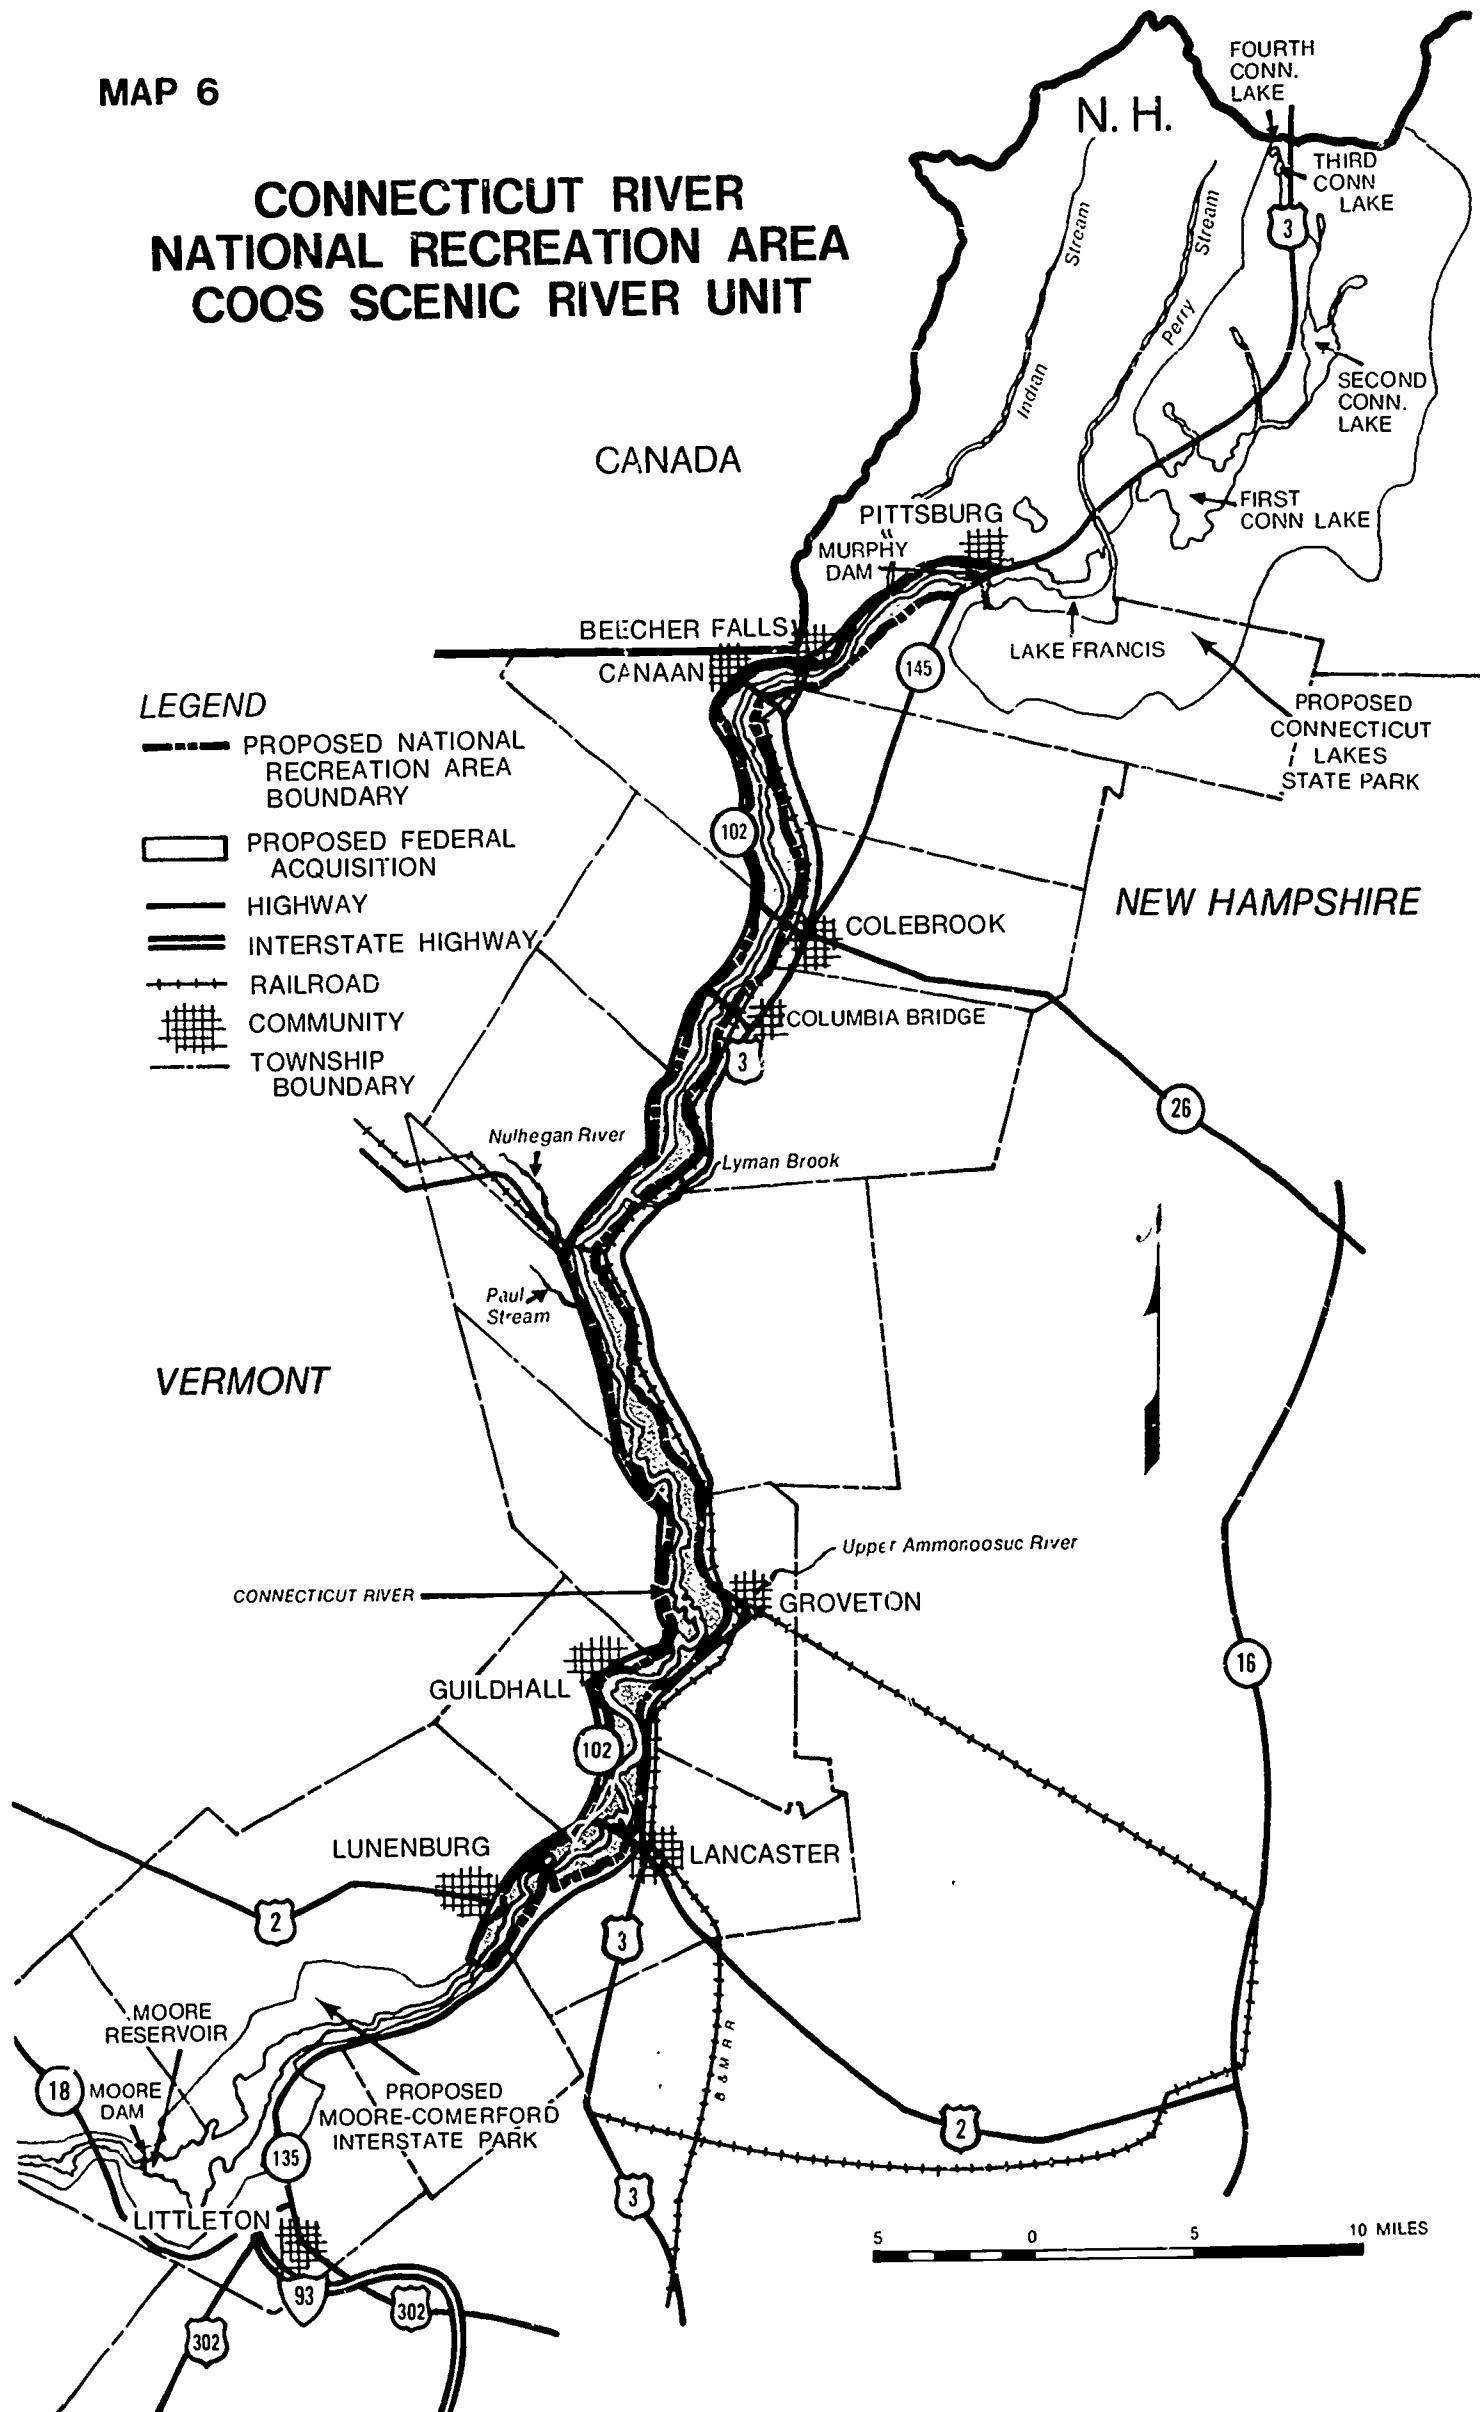 MAP 6
CONNECTICUT RIVER
NATIONAL RECREATION AREA
COOS SCENIC RIVER UNIT
FOURTH
CONN.
LAKE
N. H.
THIRD
CONN
LAKE
3
Indian Stream
Perry Stream
SECOND
CONN.
LAKE
CANADA
FIRST
CONN LAKE
PITTSBURG
MURPHY
DAM
BEECHER FALLS
CANAAN
145
LAKE FRANCIS
PROPOSED
CONNECTICUT
LAKES
STATE PARK
LEGEND
PROPOSED NATIONAL
RECREATION AREA
BOUNDARY
PROPOSED FEDERAL
ACQUISITION
HIGHWAY
INTERSTATE HIGHWAY
RAILROAD
COMMUNITY
TOWNSHIP
BOUNDARY
102
NEW HAMPSHIRE
COLEBROOK
COLUMBIA BRIDGE
3
26
Nulhegan River
Lyman Brook
Paul
Stream
VERMONT
Upper Ammonoosuc River
CONNECTICUT RIVER
GROVETON
16
GUILDHALL
102
LUNENBURG
LANCASTER
2
3
MOORE
RESERVOIR
B & M R R
18
MOORE
DAM
PROPOSED
MOORE-COMERFORD
INTERSTATE PARK
2
135
3
LITTLETON
5 0 5 10 MILES
93
302
302